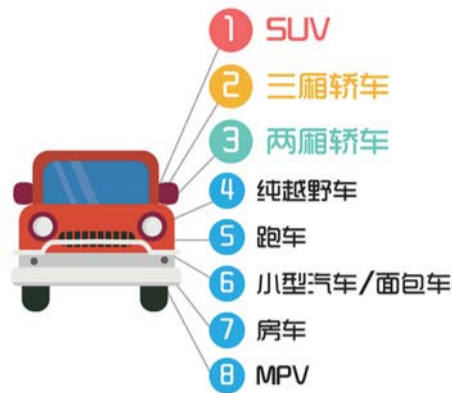 1 SUV
2 三厢轿车
3 两厢轿车
4 纯越野车
5 跑车
6 小型汽车/面包车
7 房车
8 MPV